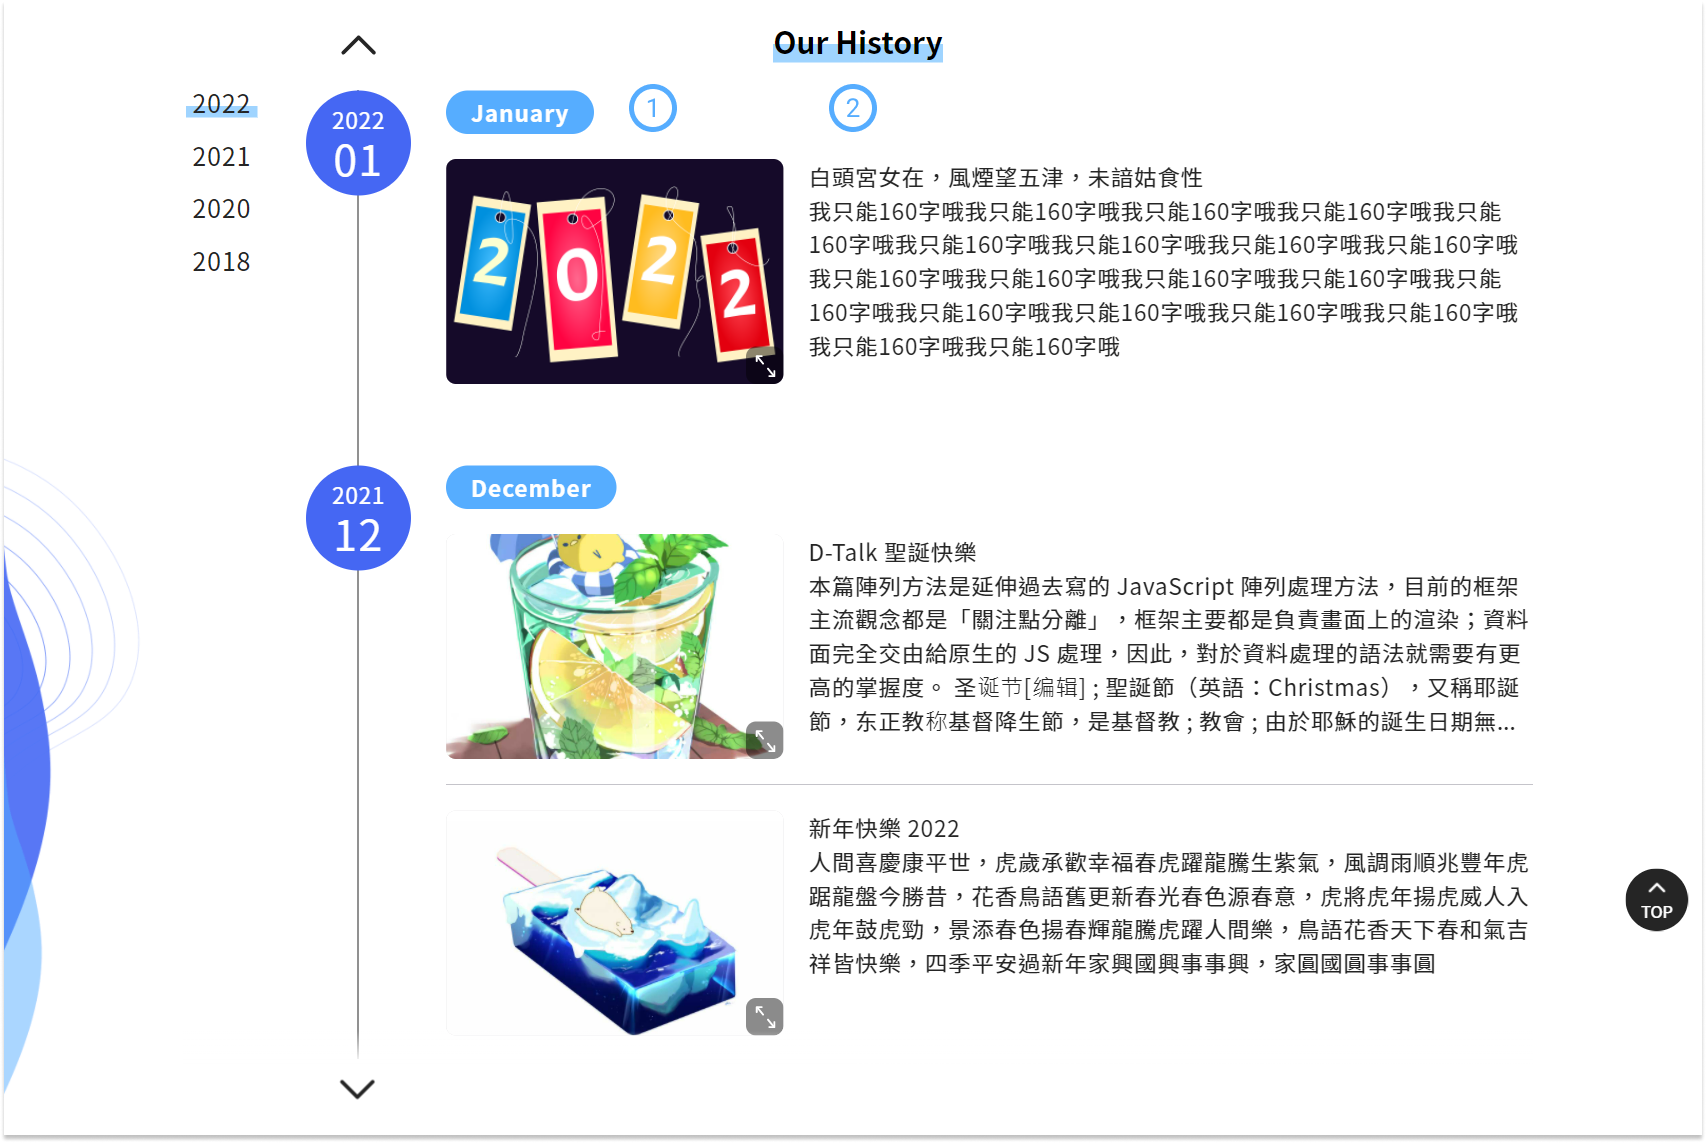 Our History
2022
2021
2020
2018
2022
01
January
1
2
2
0
2
2
白頭宮女在，風煙望五津，未諳姑食性
我只能160字哦我只能160字哦我只能160字哦我只能160字哦我只能
160字哦我只能160字哦我只能160字哦我只能160字哦我只能160字哦
我只能160字哦我只能160字哦我只能160字哦我只能160字哦我只能
160字哦我只能160字哦我只能160字哦我只能160字哦我只能160字哦
我只能160字哦我只能160字哦
2021
12
December
D-Talk 聖誕快樂
本篇陣列方法是延伸過去寫的 JavaScript 陣列處理方法，目前的框架
主流觀念都是「關注點分離」，框架主要都是負責畫面上的渲染；資料
面完全交由給原生的 JS 處理，因此，對於資料處理的語法就需要有更
高的掌握度。 圣诞节[编辑] ; 聖誕節（英語：Christmas），又稱耶誕
節，东正教称基督降生節，是基督教 ; 教會 ; 由於耶穌的誕生日期無...
新年快樂 2022
人間喜慶康平世，虎歲承歡幸福春虎躍龍騰生紫氣，風調雨順兆豐年虎
踞龍盤今勝昔，花香鳥語舊更新春光春色源春意，虎將虎年揚虎威人入
虎年鼓虎勁，景添春色揚春輝龍騰虎躍人間樂，鳥語花香天下春和氣吉
祥皆快樂，四季平安過新年家興國興事事興，家圓國圓事事圓
TOP